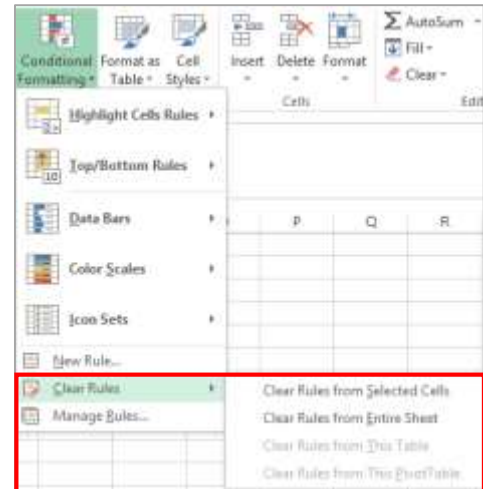 Conditional Format as Cell Insert Delete Format AutoSum
Formatting Table Styles Fill
Clear
Cells Edit
Highlight Cells Rules
Top/Bottom Rules
Data Bars
P Q R
Color Scales
Icon Sets
New Rule...
Clear Rules Clear Rules from Selected Cells
Manage Rules... Clear Rules from Entire Sheet
Clear Rules from This Table
Clear Rules from This PivotTable